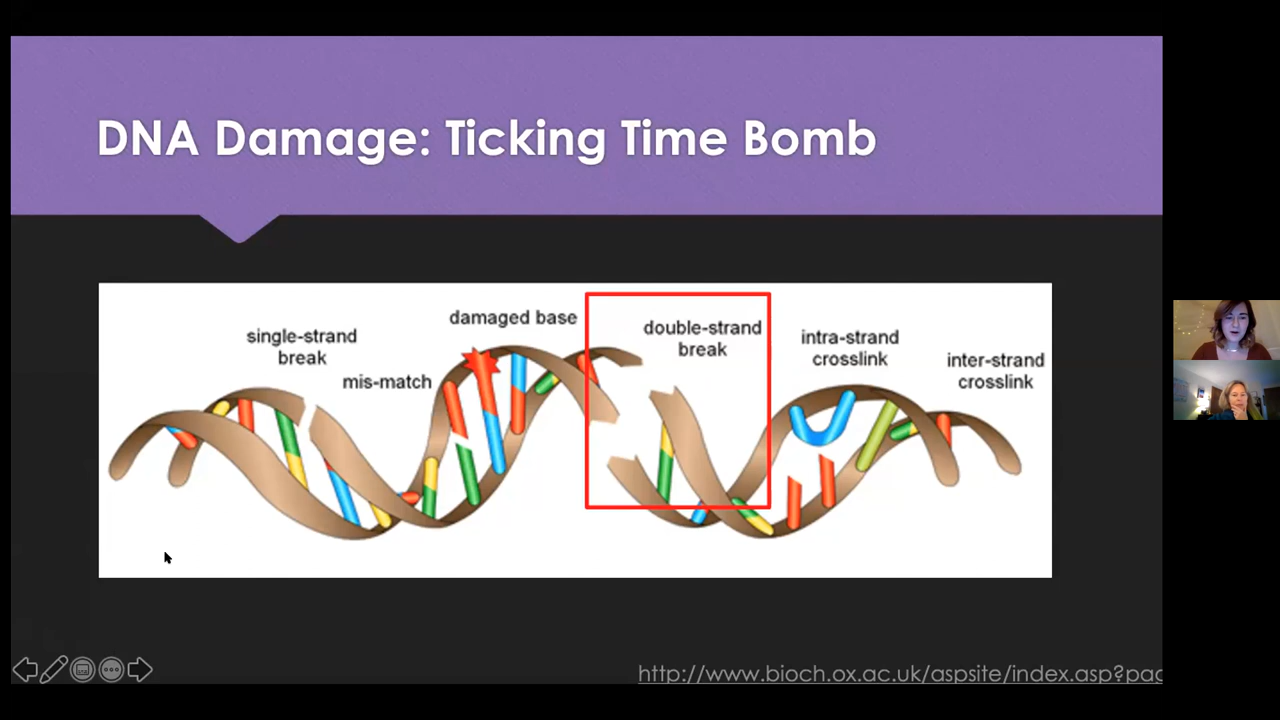 DNA Damage: Ticking Time Bomb
single-strand
break
mis-match
damaged base
double-strand
break
intra-strand
crosslink
inter-strand
crosslink
http://www.bioch.ox.ac.uk/aspsite/index.asp?pac